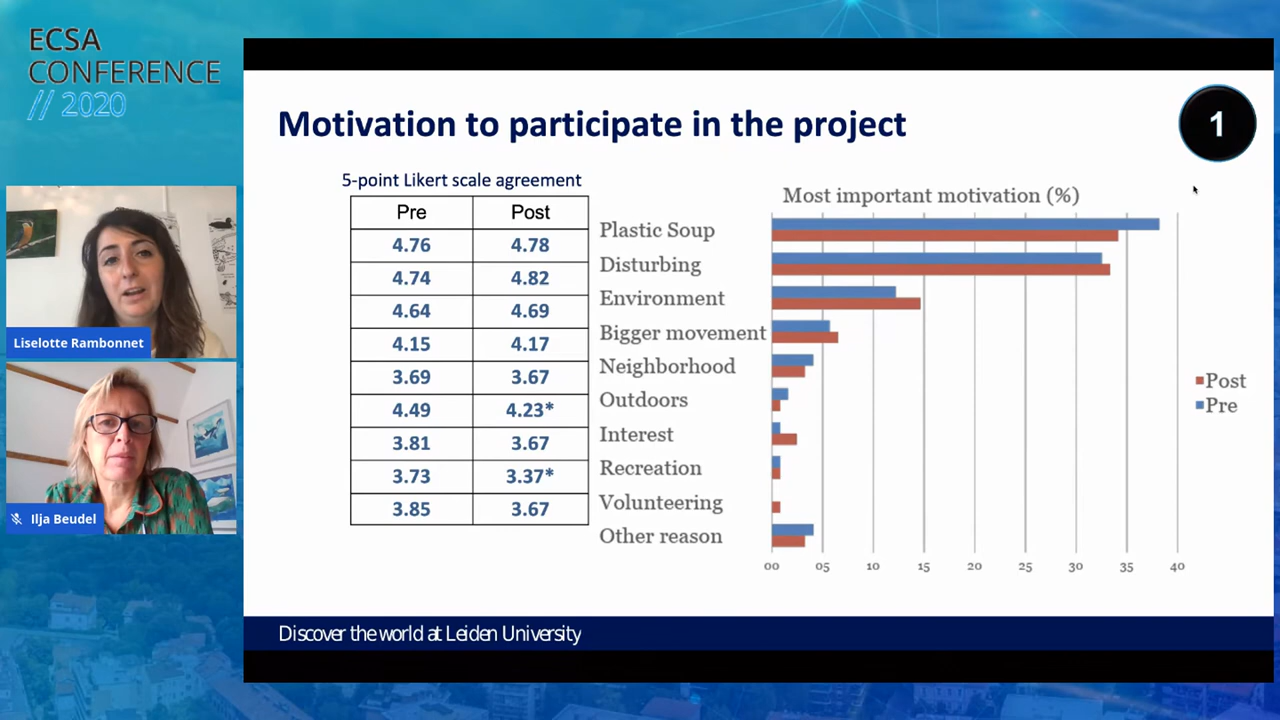 ECSA
CONFERENCE
// 2020
Motivation to participate in the project
1
5-point Likert scale agreement
Pre Post
4.76 4.78
4.74 4.82
4.64 4.69
4.15 4.17
3.69 3.67
4.49 4.23*
3.81 3.67
3.73 3.37*
3.85 3.67
Most important motivation (%)
Plastic Soup
Disturbing
Environment
Bigger movement
Neighborhood
Outdoors
Interest
Recreation
Volunteering
Other reason
00 05 10 15 20 25 30 35 40
Post
Pre
Liselotte Rambonnet
Ilja Beudel
Discover the world at Leiden University